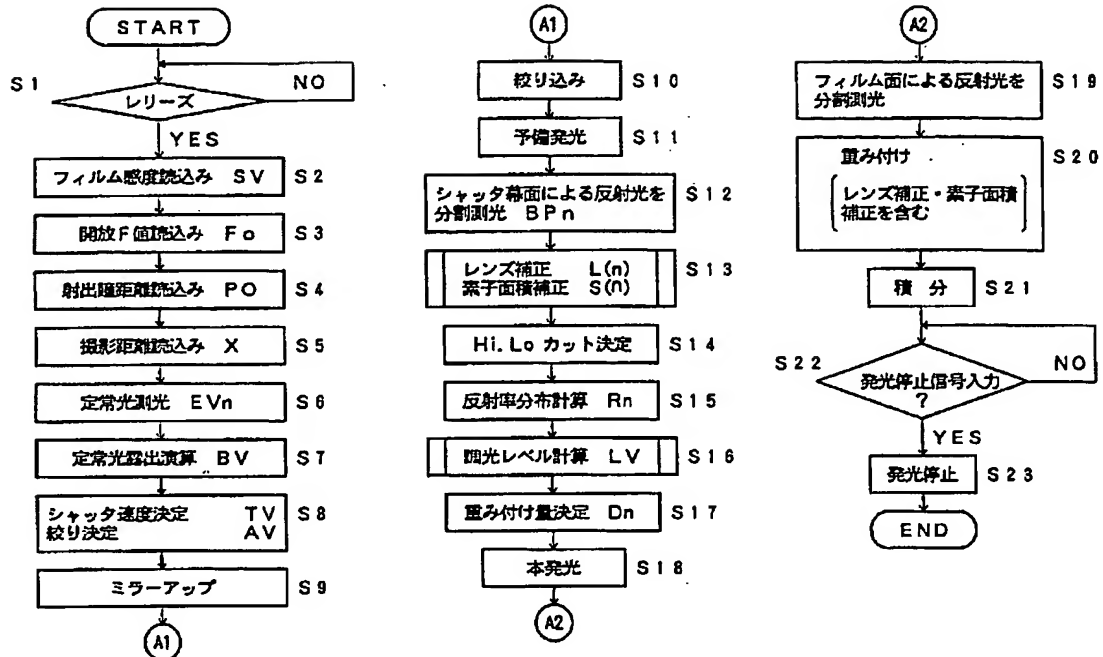 START
S1
レリーズ
NO
YES
フィルム感度読込み SV S2
開放F値読込み Fo S3
射出瞳距離読込み PO S4
撮影距離読込み X S5
定常光測光 EVn S6
定常光露出演算 BV S7
シャッタ速度決定 TV S8
絞り決定 AV
ミラーアップ S9
A1
A1
絞り込み S10
予備発光 S11
シャッタ幕面による反射光を S12
分割測光 BPn
レンズ補正 L(n) S13
素子面積補正 S(n)
Hi.Lo カット決定 S14
反射率分布計算 Rn S15
調光レベル計算 LV S16
重み付け量決定 Dn S17
本発光 S18
A2
A2
フィルム面による反射光を S19
分割測光
重み付け S20
レンズ補正・素子面積
補正を含む
積分 S21
S22
発光停止信号入力
?
NO
YES
発光停止 S23
END